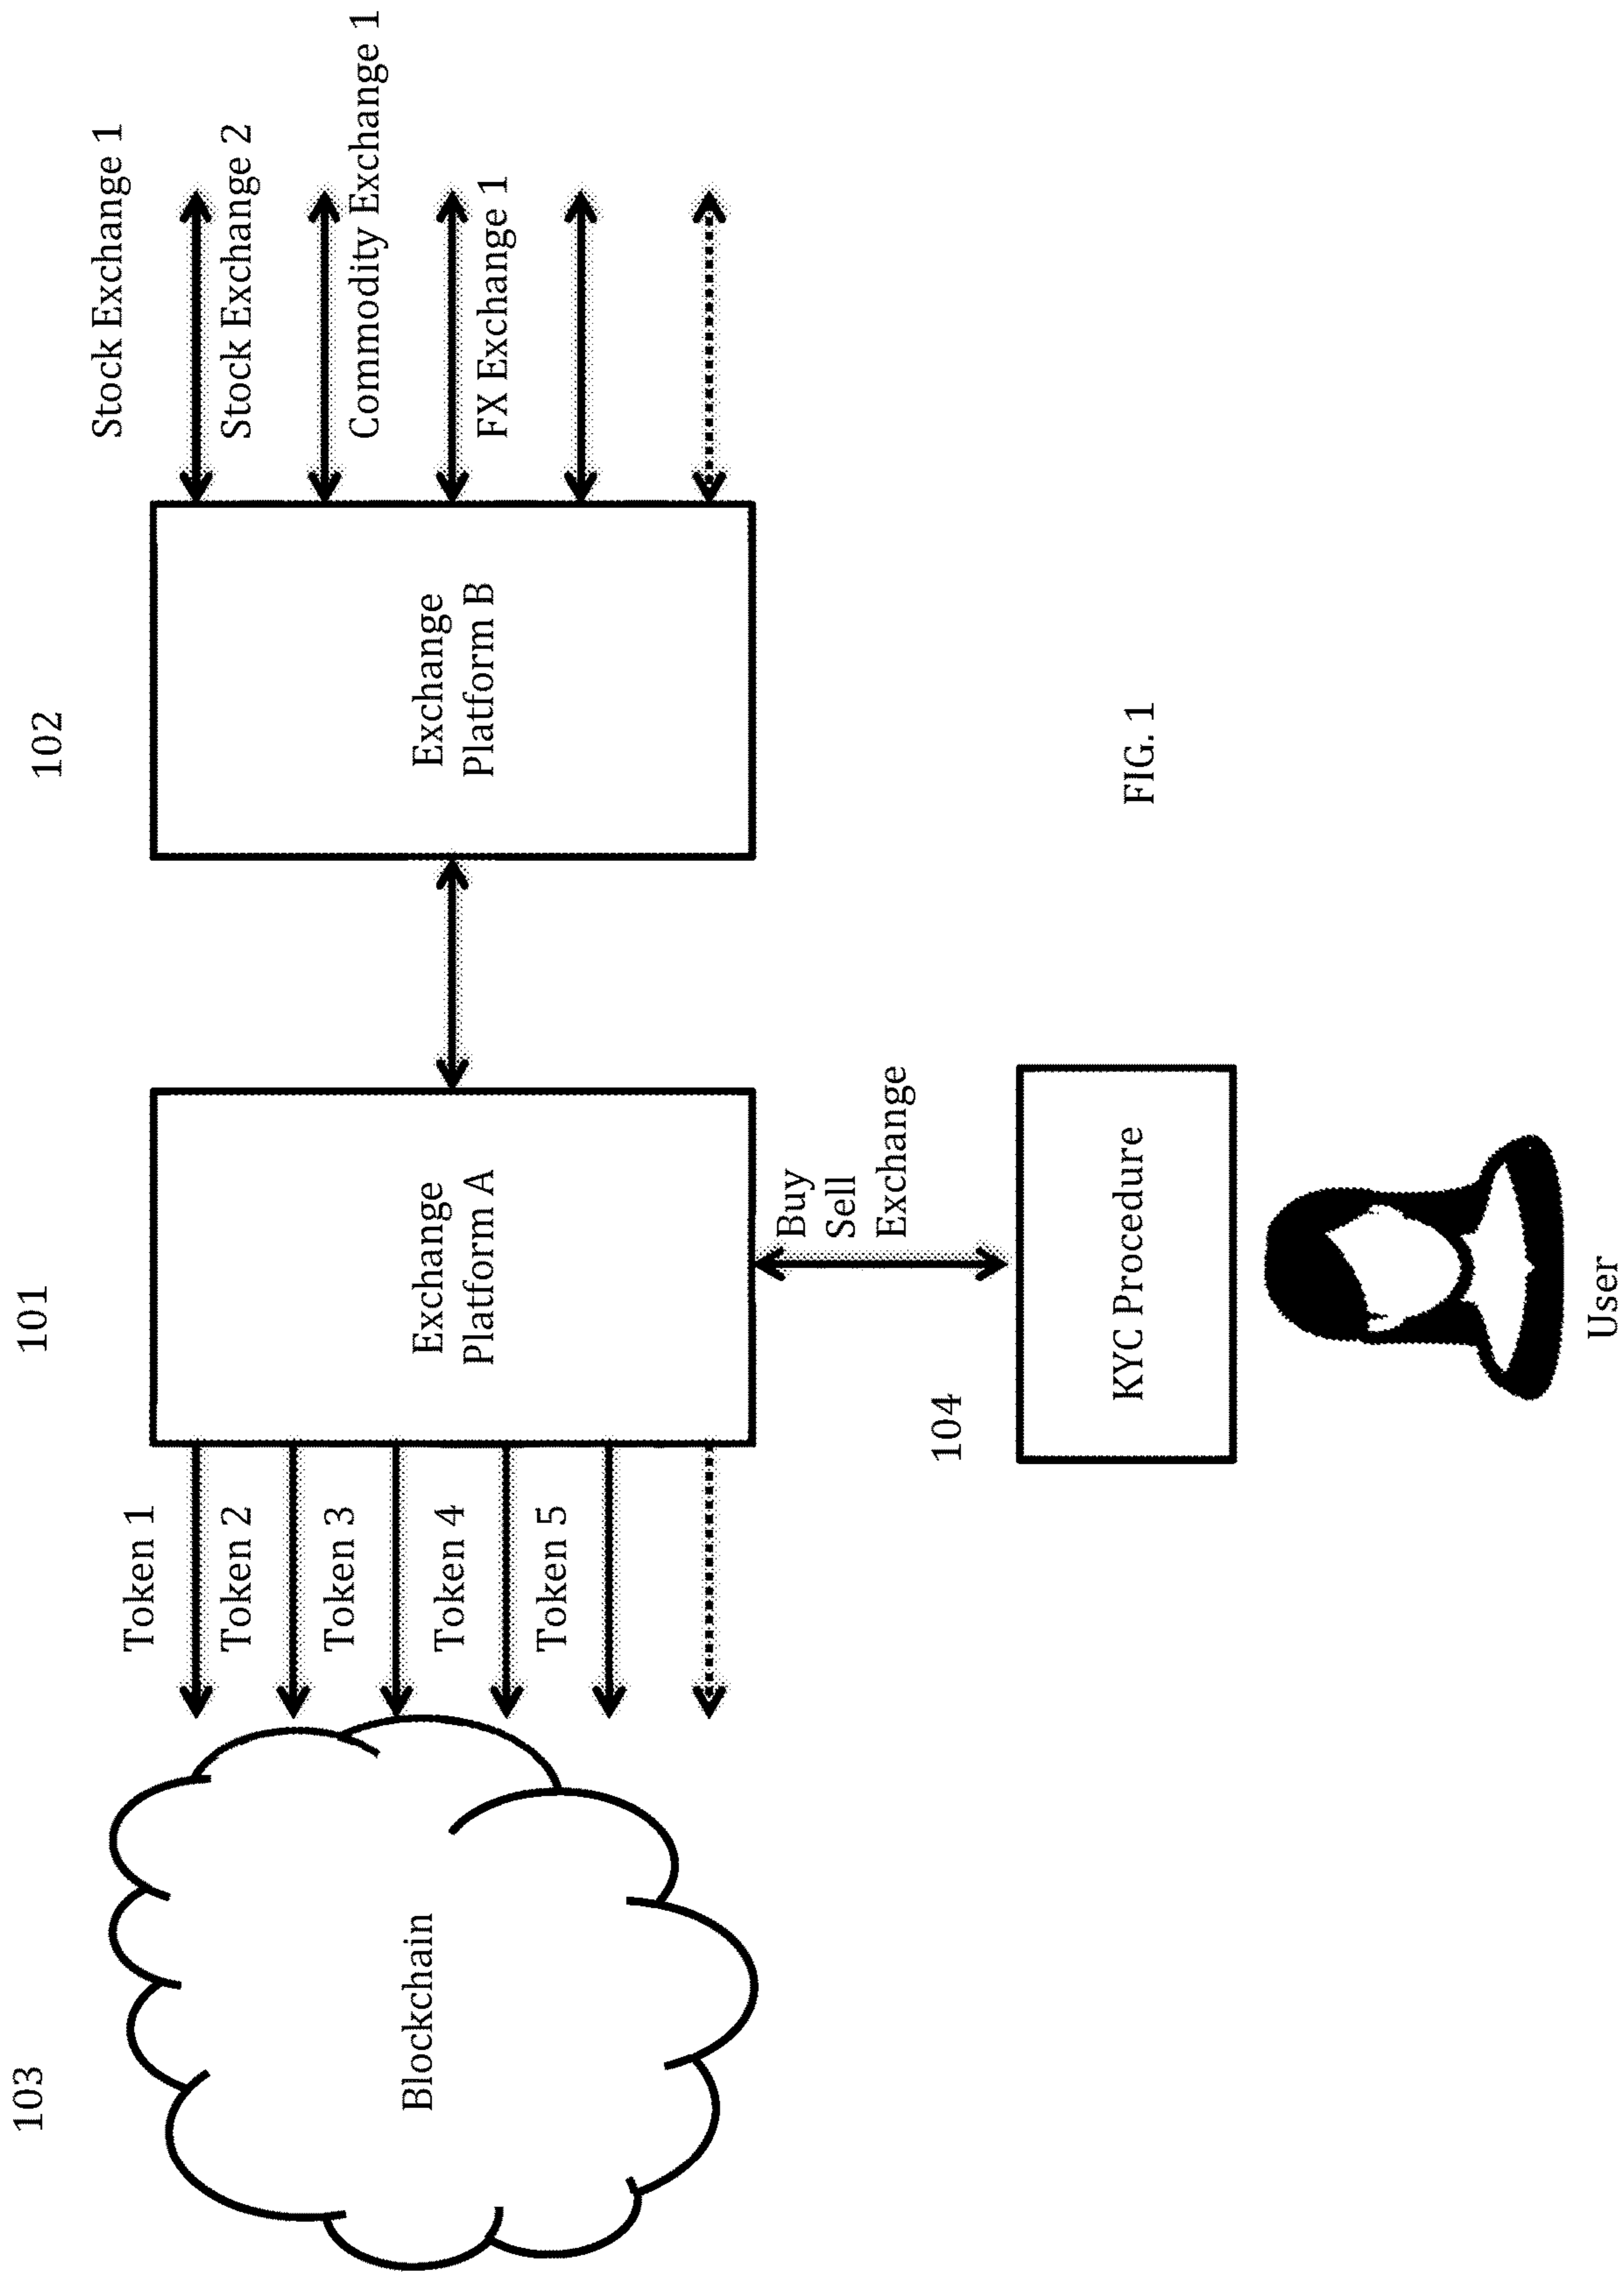 103
101
102
Blockchain
Token 1
Token 2
Token 3
Token 4
Token 5
Exchange
Platform A
Exchange
Platform B
Stock Exchange 1
Stock Exchange 2
Commodity Exchange 1
FX Exchange 1
Buy
Sell
Exchange
104
KYC Procedure
User
FIG. 1